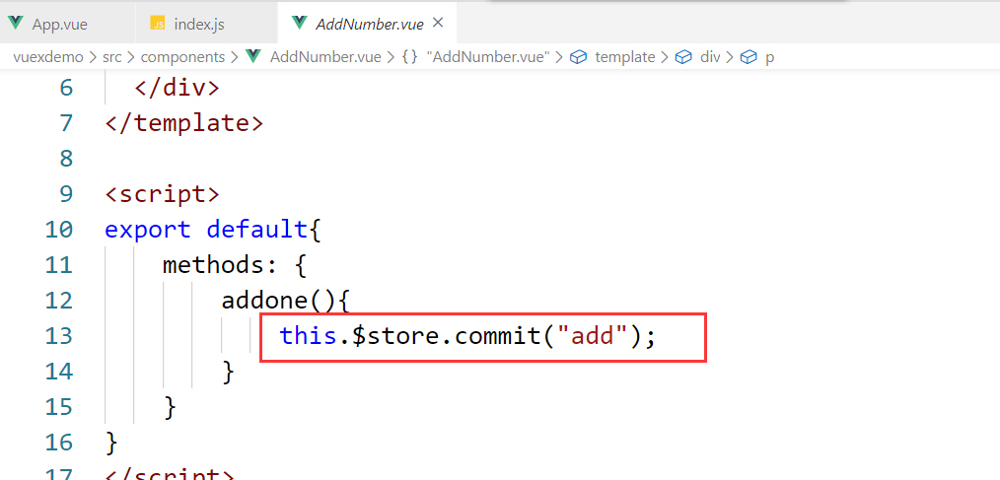 App.vue JS index.js AddNumber.vue ×
vuexdemo > src > components > AddNumber.vue > {} "AddNumber.vue" > template > div > p
6 </div>
7 </template>
8
9 <script>
10 export default{
11 methods: {
12 addone(){
13 this.$store.commit("add");
14 }
15 }
16 }
17 </script>